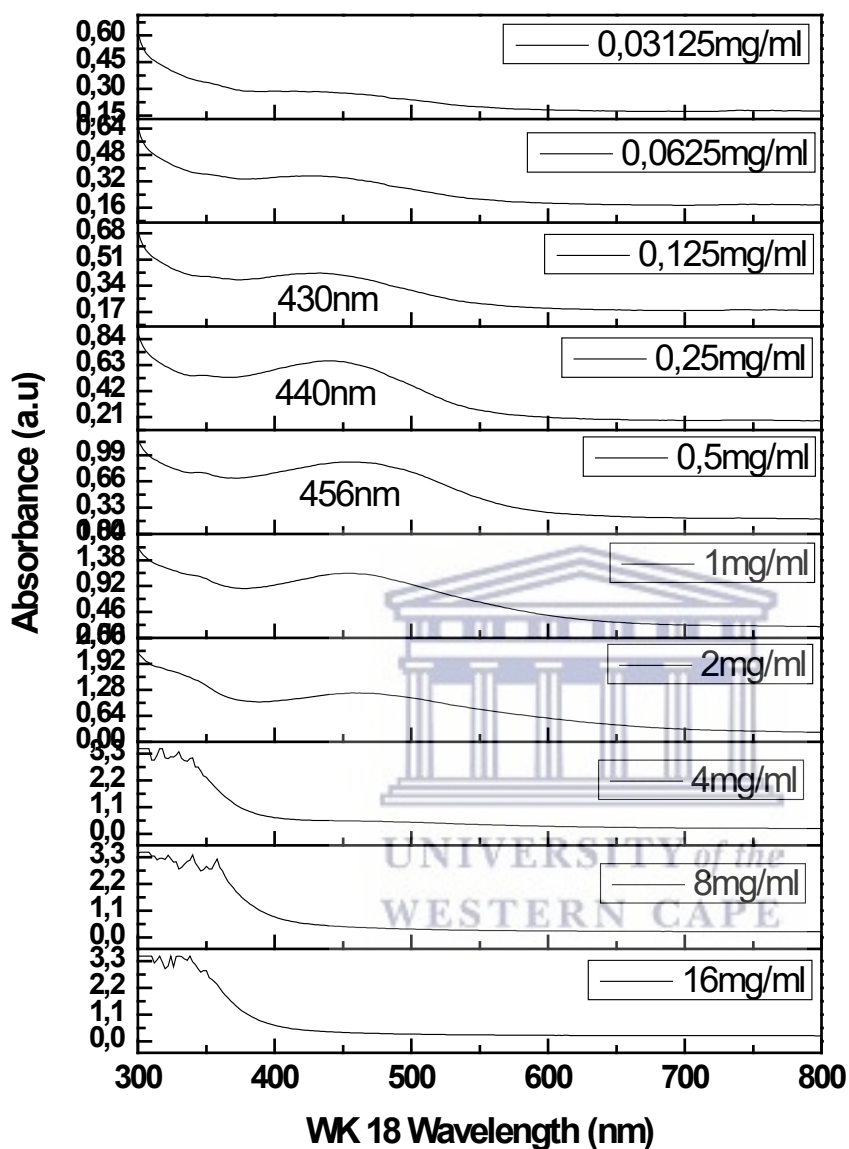 0,60
0,45
0,30
0,15
0,03125mg/ml
0,64
0,48
0,32
0,16
0,0625mg/ml
0,68
0,51
0,34
0,17
0,125mg/ml
430nm
0,84
0,63
0,42
0,21
0,25mg/ml
440nm
0,99
0,66
0,33
0,5mg/ml
456nm
1,38
0,92
0,46
1mg/ml
1,92
1,28
0,64
0,00
2mg/ml
3,3
2,2
1,1
0,0
4mg/ml
3,3
2,2
1,1
0,0
8mg/ml
3,3
2,2
1,1
0,0
16mg/ml
UNIVERSITY of the
WESTERN CAPE
Absorbance (a.u)
300 400 500 600 700 800
WK 18 Wavelength (nm)